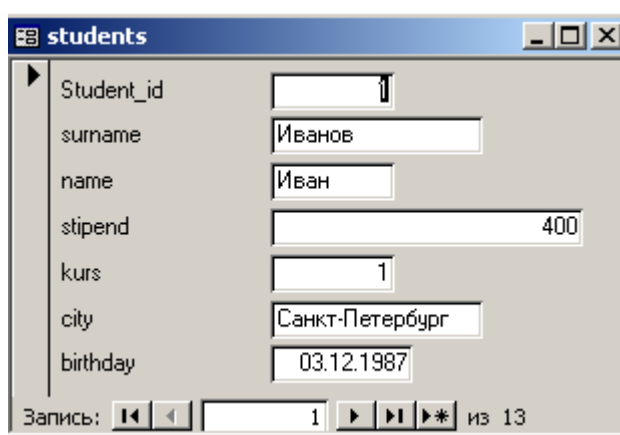 students
Student_id 1
surname Иванов
name Иван
stipend 400
kurs 1
city Санкт-Петербург
birthday 03.12.1987
Запись: 1 из 13